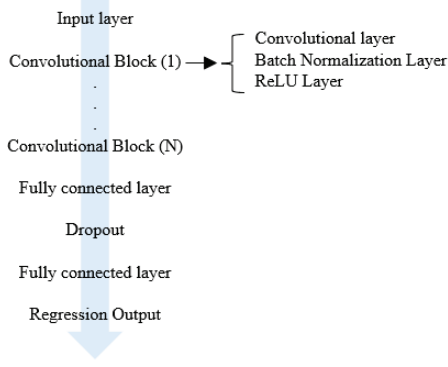 Input layer
Convolutional Block (1)
Convolutional layer
Batch Normalization Layer
ReLU Layer
.
.
.
Convolutional Block (N)
Fully connected layer
Dropout
Fully connected layer
Regression Output